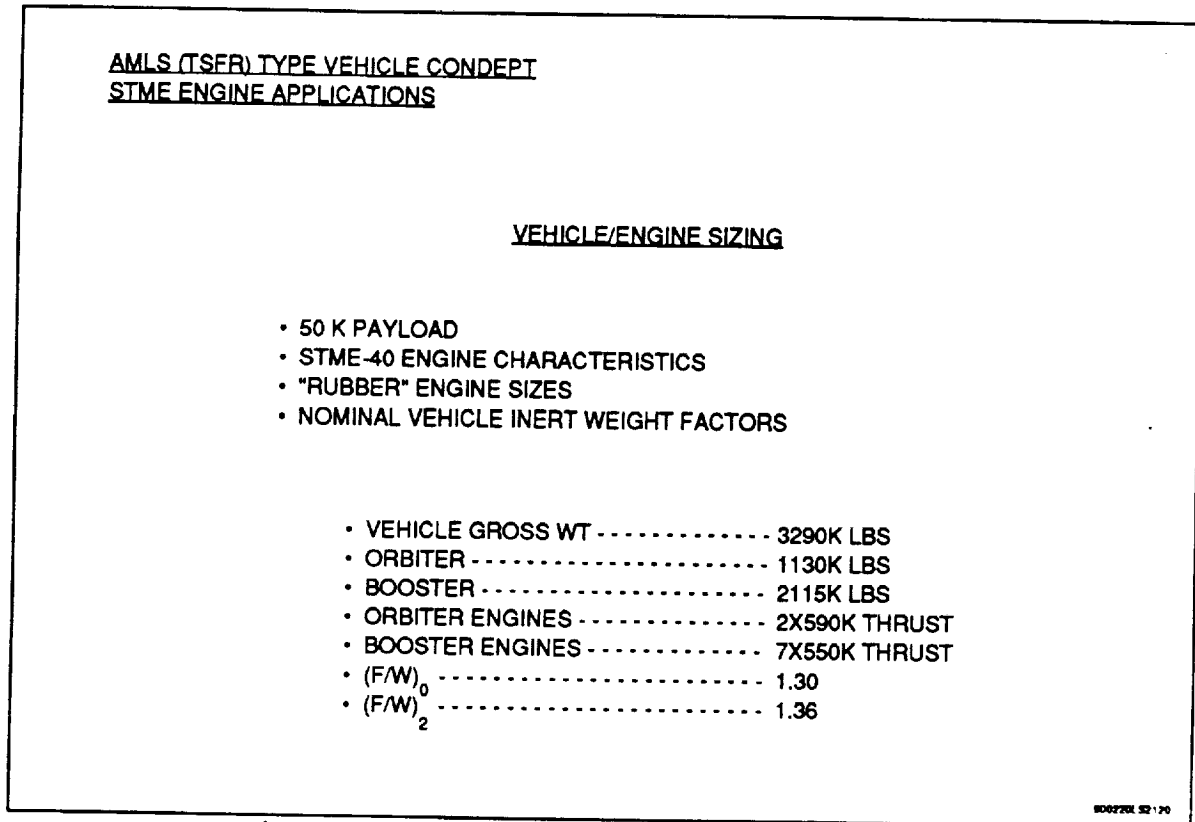 AMLS (TSFR) TYPE VEHICLE CONDEPT
STME ENGINE APPLICATIONS
VEHICLE/ENGINE SIZING
• 50 K PAYLOAD
• STME-40 ENGINE CHARACTERISTICS
• "RUBBER" ENGINE SIZES
• NOMINAL VEHICLE INERT WEIGHT FACTORS
• VEHICLE GROSS WT ------------- 3290K LBS
• ORBITER ---------------------- 1130K LBS
• BOOSTER --------------------- 2115K LBS
• ORBITER ENGINES -------------- 2X590K THRUST
• BOOSTER ENGINES ------------- 7X550K THRUST
• (F/W)0 ------------------------ 1.30
• (F/W)2 ------------------------ 1.36